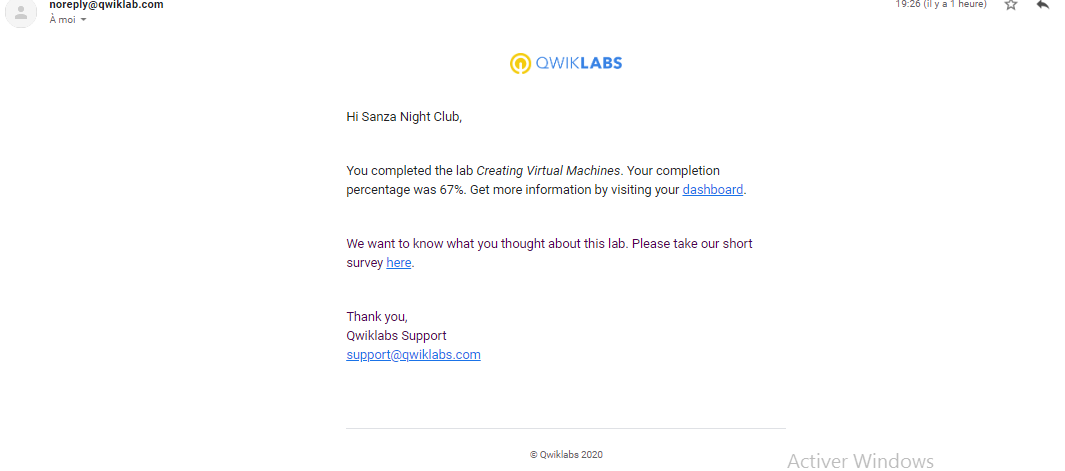 noreply@qwiklab.com
19:26 (il y a 1 heure)
À moi
QWIKLABS
Hi Sanza Night Club,
You completed the lab Creating Virtual Machines. Your completion
percentage was 67%. Get more information by visiting your dashboard.
We want to know what you thought about this lab. Please take our short
survey here.
Thank you,
Qwiklabs Support
support@qwiklabs.com
© Qwiklabs 2020
Activer Windows